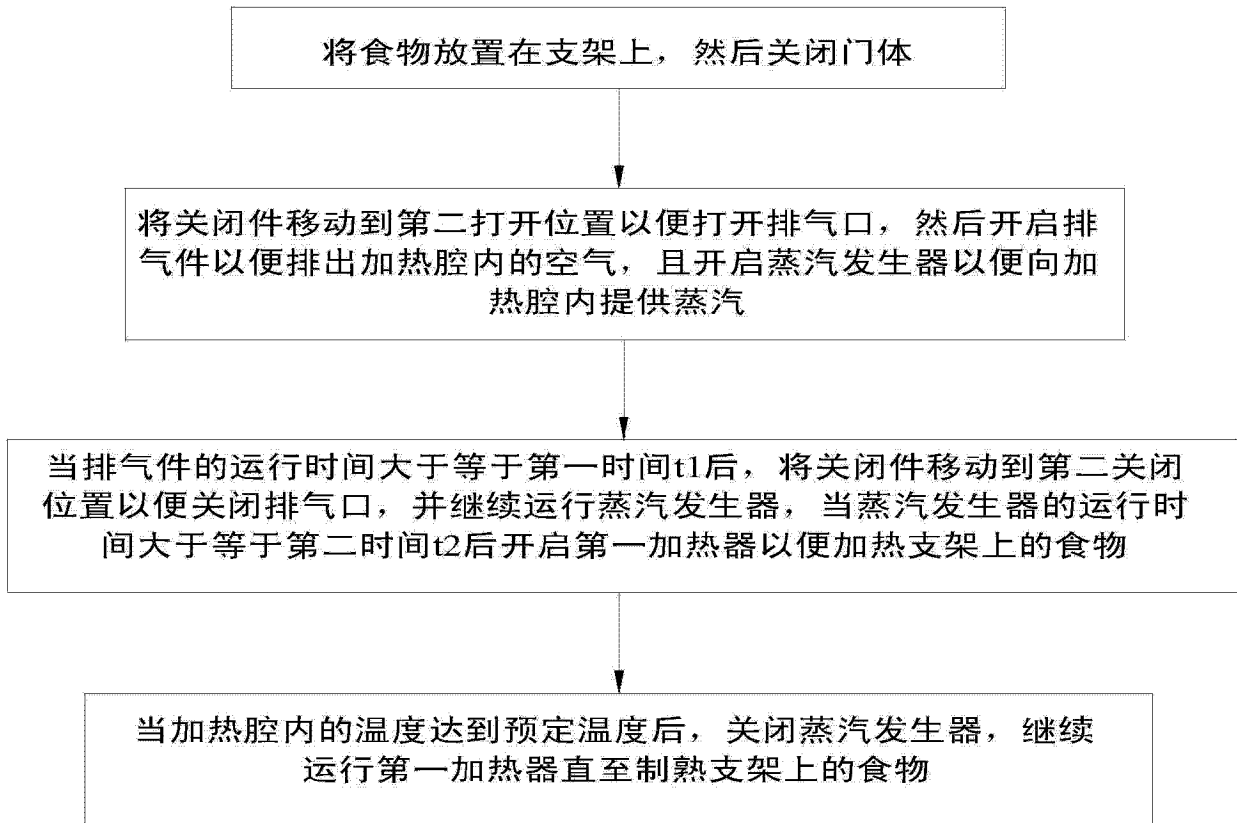 将食物放置在支架上，然后关闭门体
将关闭件移动到第二打开位置以便打开排气口，然后开启排
气件以便排出加热腔内的空气，且开启蒸汽发生器以便向加
热腔内提供蒸汽
当排气件的运行时间大于等于第一时间t1后，将关闭件移动到第二关闭
位置以便关闭排气口，并继续运行蒸汽发生器，当蒸汽发生器的运行时
间大于等于第二时间t2后开启第一加热器以便加热支架上的食物
当加热腔内的温度达到预定温度后，关闭蒸汽发生器，继续
运行第一加热器直至制熟支架上的食物